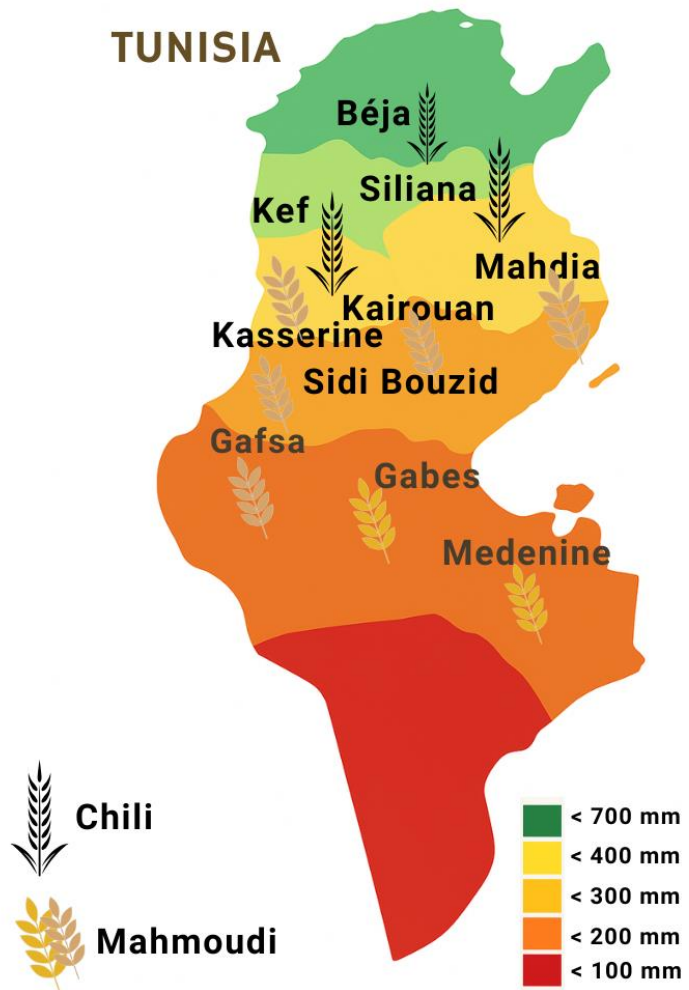 TUNISIA
Béja
Siliana
Kef
Mahdia
Kairouan
Kasserine
Sidi Bouzid
Gafsa
Gabes
Medenine
Chili
Mahmoudi
< 700 mm
< 400 mm
< 300 mm
< 200 mm
< 100 mm